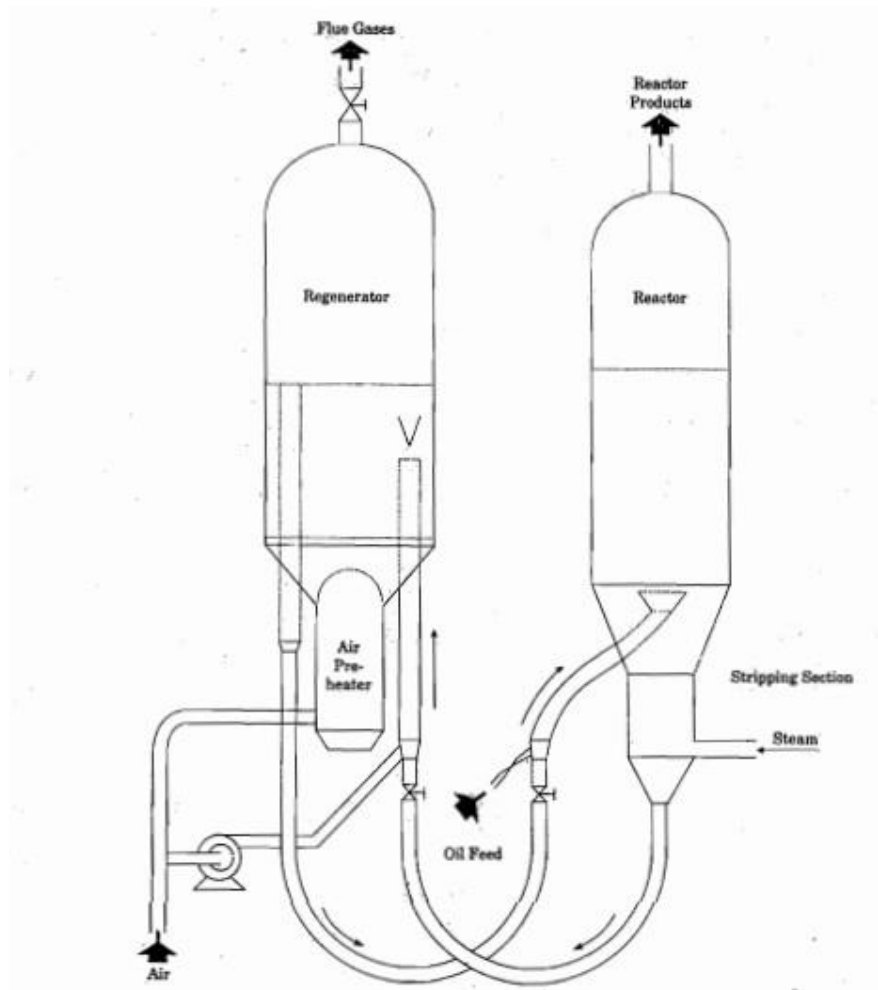 Flue Gases
Reactor
Products
Regenerator
Reactor
Air
Pre-
heater
Stripping Section
Steam
Oil Feed
Air